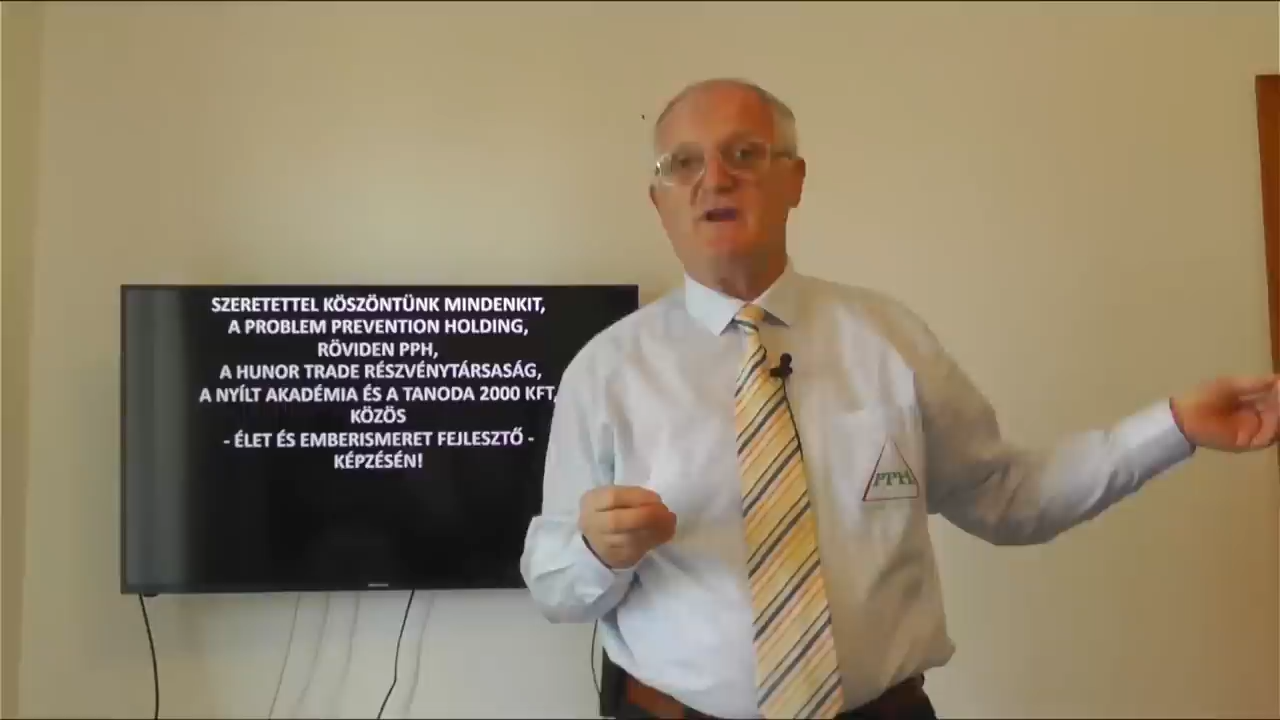 SZERETETTEL KÖSZÖNTÜNK MINDENKIT,
A PROBLEM PREVENTION HOLDING,
RÖVIDEN PPH,
A HUNOR TRADE RÉSZVÉNYTÁRSASÁG,
A NYÍLT AKADÉMIA ÉS A TANODA 2000 KFT,
KÖZÖS
- ÉLET ÉS EMBERISMERET FEJLESZTŐ -
KÉPZÉSÉN!
PPH